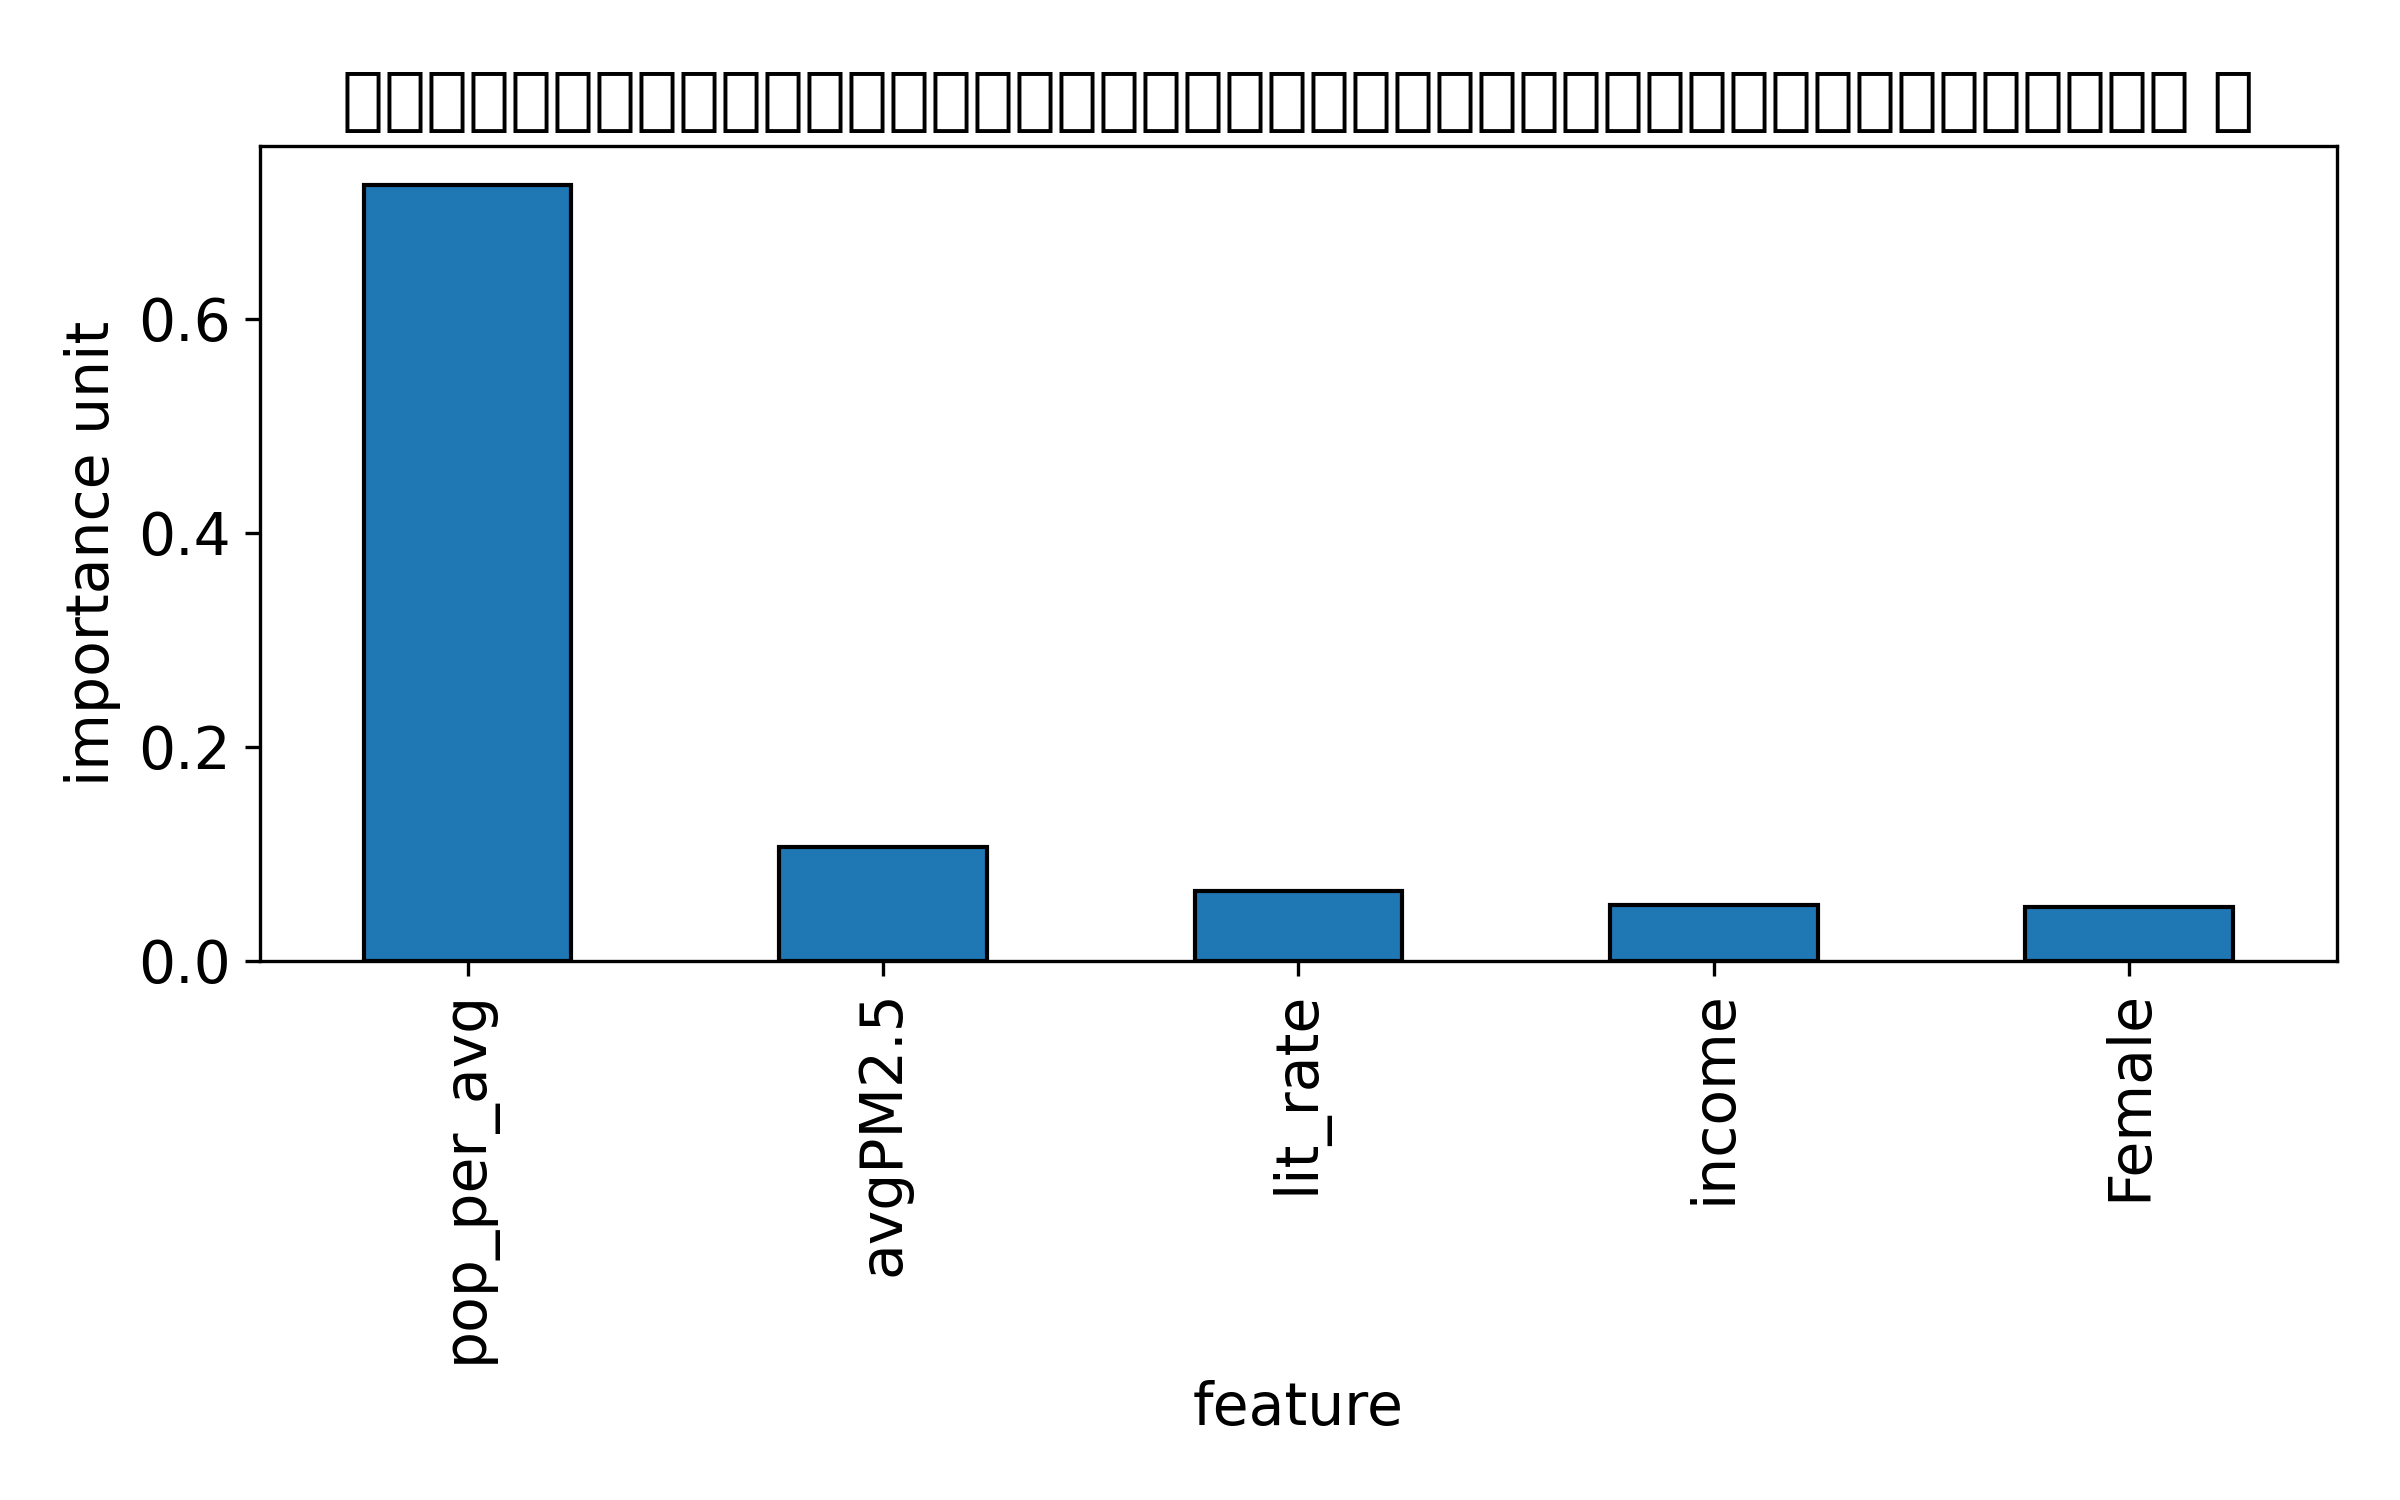 importance unit
0.6
0.4
0.2
0.0
pop_per_avg
avgPM2.5
lit_rate
income
Female
feature